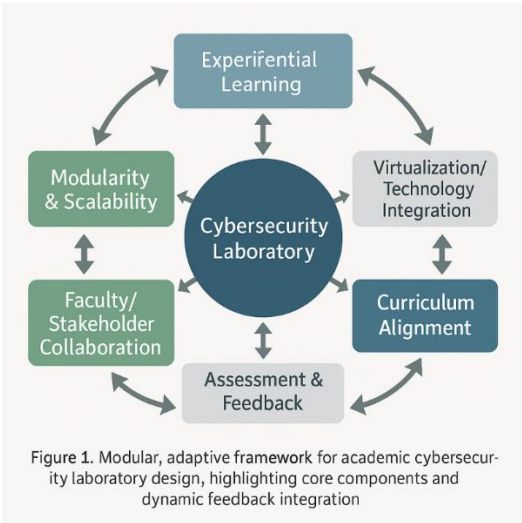 Experiřential
Learning
Modularity
& Scalability
Virtualization/
Technology
Integration
Cybersecurity
Laboratory
Faculty/
Stakeholder
Collaboration
Curriculum
Alignment
Assessment &
Feedback
Figure 1. Modular, adaptive framework for academic cybersecur-
ity laboratory design, highlighting core components and
dynamic feedback integration